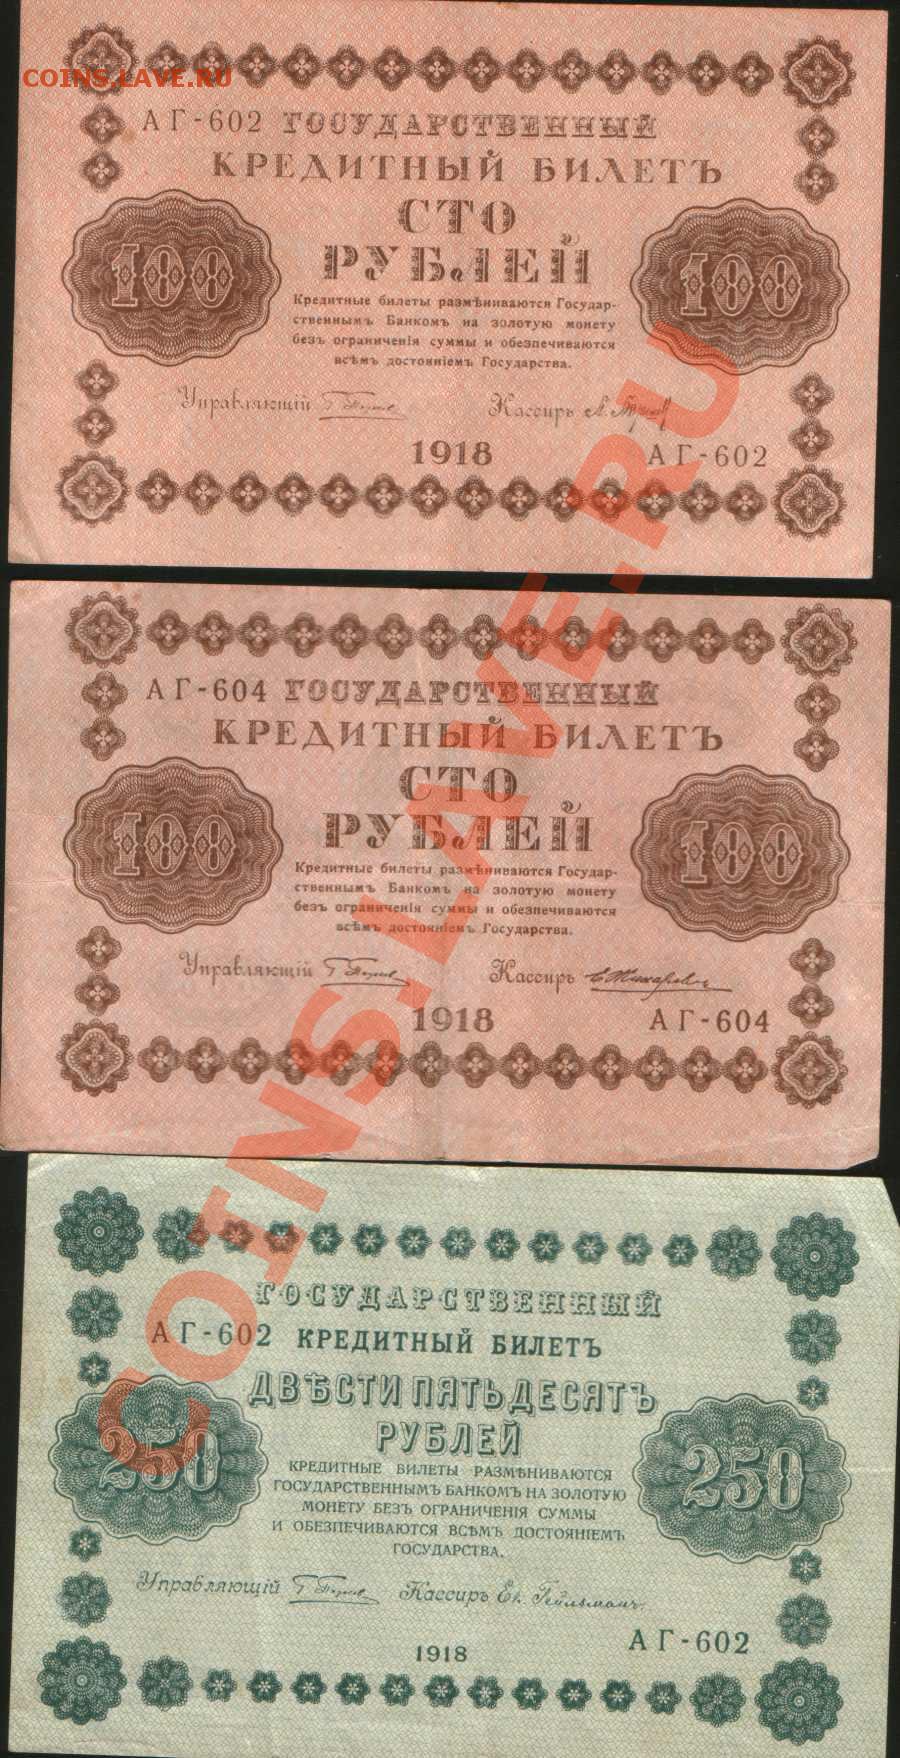 COINS.LAVE.RU
АГ-602 ГОСУДАРСТВЕННЫЙ
КРЕДИТНЫЙ БИЛЕТЪ
СТО
РУБЛЕЙ
100 100
Кредитные билеты размѣниваются Государ-
ственнымъ Банкомъ на золотую монету
безъ ограниченія суммы и обезпечиваются
всѣмъ достояніемъ Государства.
Управляющій Кассиръ
1918
АГ-602
АГ-604 ГОСУДАРСТВЕННЫЙ
КРЕДИТНЫЙ БИЛЕТЪ
СТО
РУБЛЕЙ
100 100
Кредитные билеты размѣниваются Государ-
ственнымъ Банкомъ на золотую монету
безъ ограниченія суммы и обезпечиваются
всѣмъ достояніемъ Государства.
Управляющій Кассиръ
1918
АГ-604
ГОСУДАРСТВЕННЫЙ
АГ-602 КРЕДИТНЫЙ БИЛЕТЪ
ДВѢСТИ ПЯТЬДЕСЯТЪ
РУБЛЕЙ
250 250
КРЕДИТНЫЕ БИЛЕТЫ РАЗМѢНИВАЮТСЯ
ГОСУДАРСТВЕННЫМЪ БАНКОМЪ НА ЗОЛОТУЮ
МОНЕТУ БЕЗЪ ОГРАНИЧЕНІЯ СУММЫ
И ОБЕЗПЕЧИВАЮТСЯ ВСѢМЪ ДОСТОЯНІЕМЪ
ГОСУДАРСТВА.
Управляющій Кассиръ Ев. Гейльманъ
1918
АГ-602
COINS.LAVE.RU